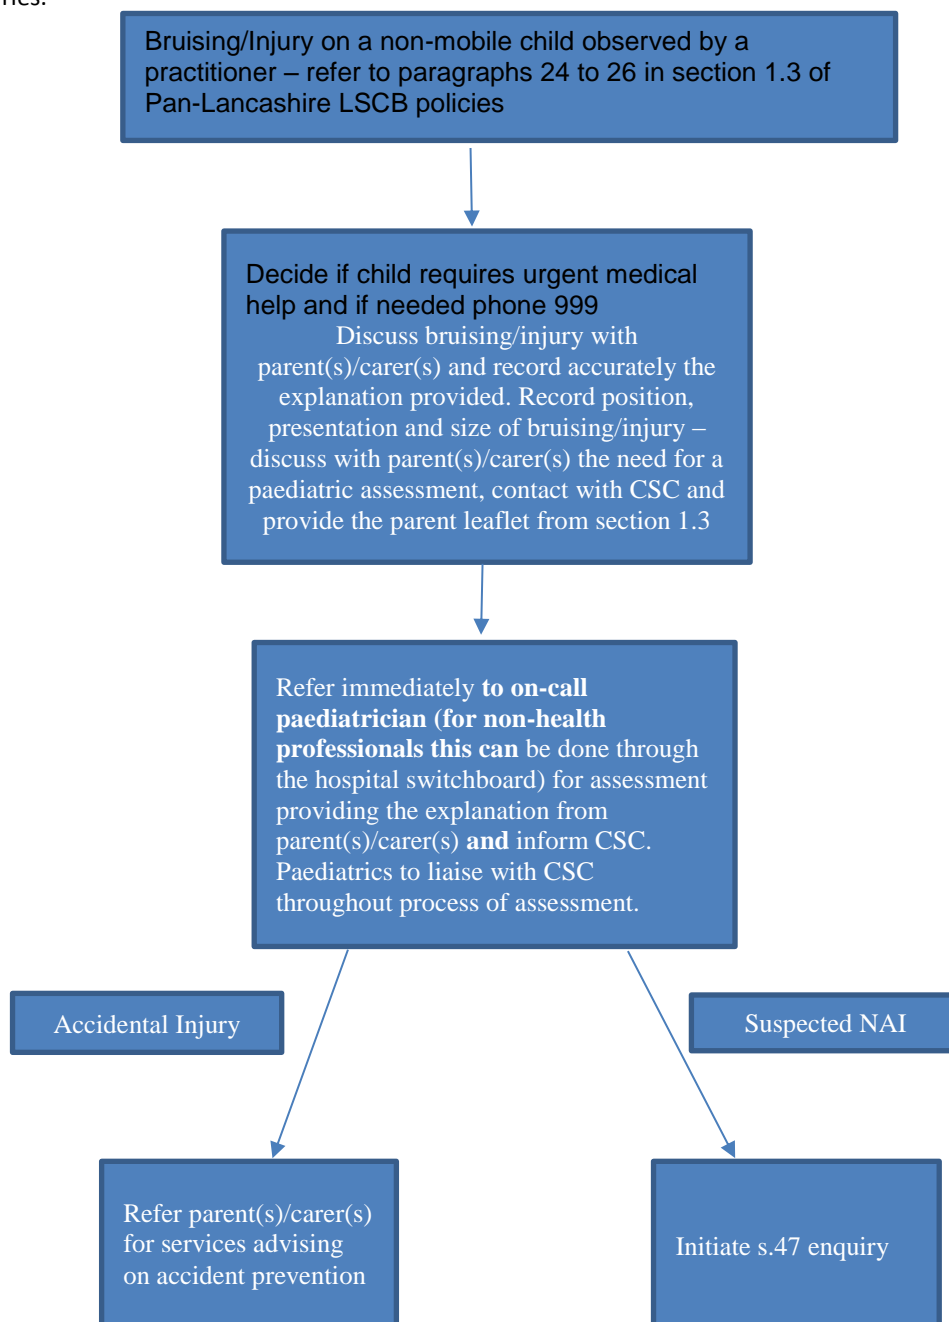 ries.
Bruising/Injury on a non-mobile child observed by a
practitioner – refer to paragraphs 24 to 26 in section 1.3 of
Pan-Lancashire LSCB policies
Decide if child requires urgent medical
help and if needed phone 999
Discuss bruising/injury with
parent(s)/carer(s) and record accurately the
explanation provided. Record position,
presentation and size of bruising/injury –
discuss with parent(s)/carer(s) the need for a
paediatric assessment, contact with CSC and
provide the parent leaflet from section 1.3
Refer immediately to on-call
paediatrician (for non-health
professionals this can be done through
the hospital switchboard) for assessment
providing the explanation from
parent(s)/carer(s) and inform CSC.
Paediatrics to liaise with CSC
throughout process of assessment.
Accidental Injury
Suspected NAI
Refer parent(s)/carer(s)
for services advising
on accident prevention
Initiate s.47 enquiry